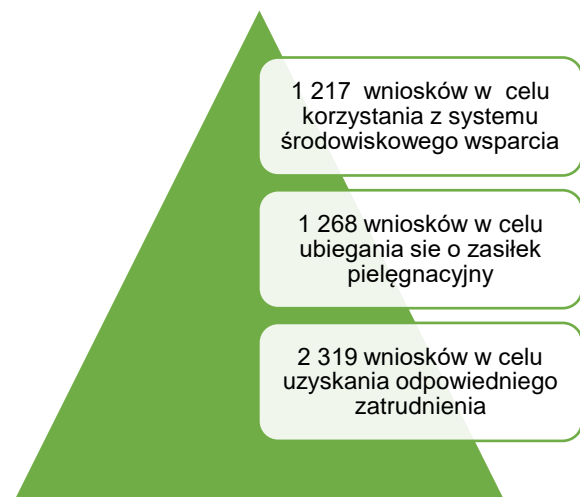 1 217 wniosków w celu
korzystania z systemu
środowiskowego wsparcia
1 268 wniosków w celu
ubiegania sie o zasiłek
pielęgnacyjny
2 319 wniosków w celu
uzyskania odpowiedniego
zatrudnienia